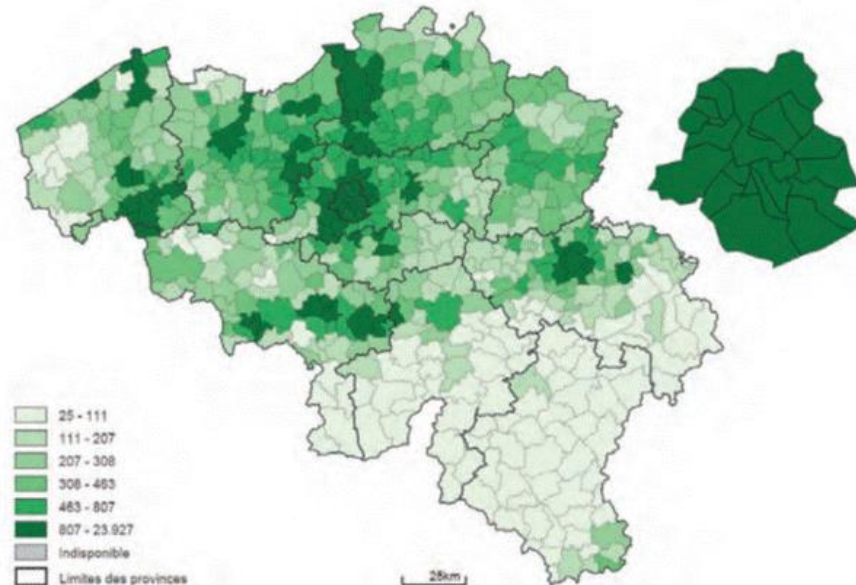 25 - 111
111 - 207
207 - 308
308 - 463
463 - 807
807 - 23.927
Indisponible
Limites des provinces
25km